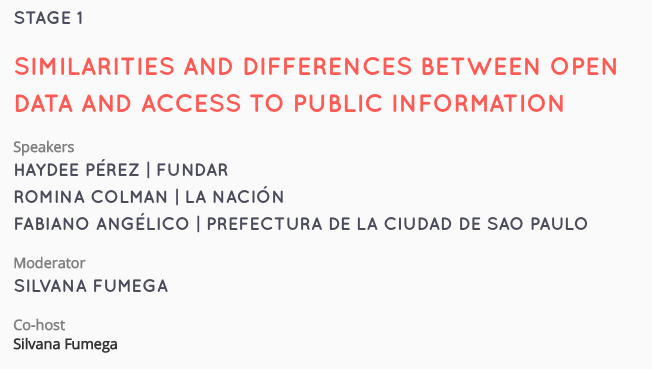 STAGE 1
SIMILARITIES AND DIFFERENCES BETWEEN OPEN
DATA AND ACCESS TO PUBLIC INFORMATION
Speakers
HAYDEE PÉREZ | FUNDAR
ROMINA COLMAN | LA NACIÓN
FABIANO ANGÉLICO | PREFECTURA DE LA CIUDAD DE SAO PAULO
Moderator
SILVANA FUMEGA
Co-host
Silvana Fumega